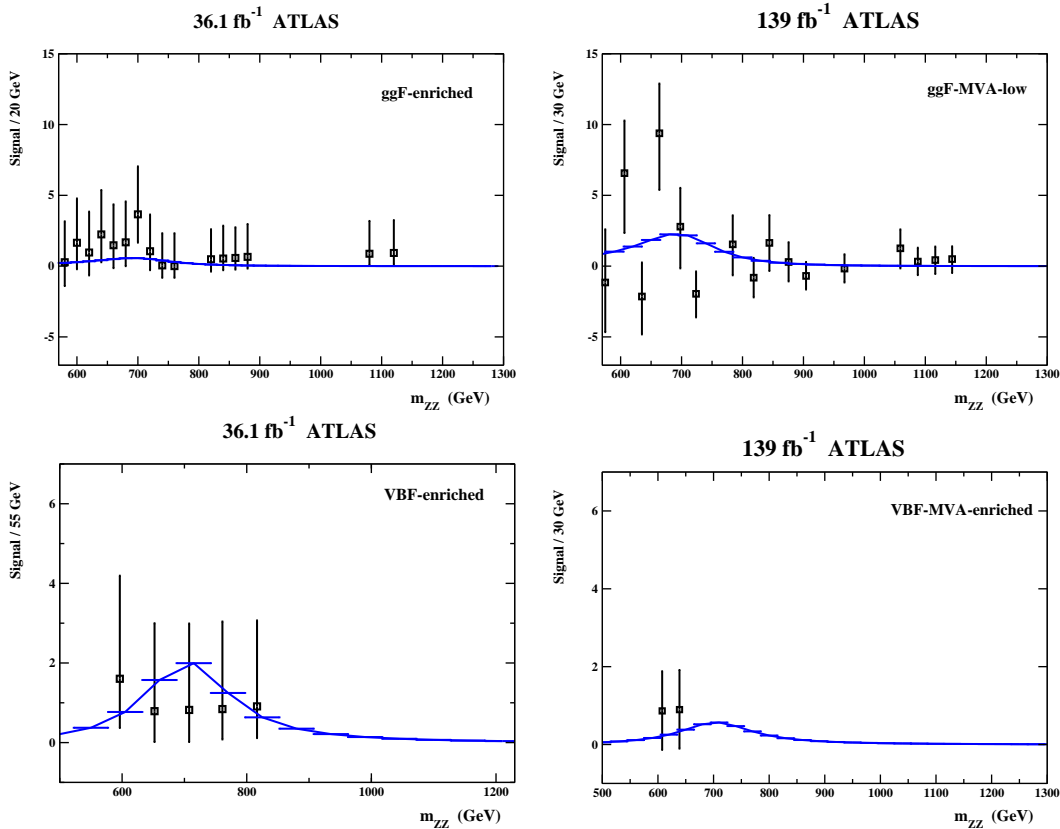 36.1 fb-1 ATLAS
15
10
5
0
-5
Signal / 20 GeV
ggF-enriched
600 700 800 900 1000 1100 1200 1300
mZZ (GeV)
139 fb-1 ATLAS
15
10
5
0
-5
Signal / 30 GeV
ggF-MVA-low
600 700 800 900 1000 1100 1200 1300
mZZ (GeV)
36.1 fb-1 ATLAS
6
4
2
0
Signal / 55 GeV
VBF-enriched
600 800 1000 1200
mZZ (GeV)
139 fb-1 ATLAS
6
4
2
0
Signal / 30 GeV
VBF-MVA-enriched
500 600 700 800 900 1000 1100 1200 1300
mZZ (GeV)